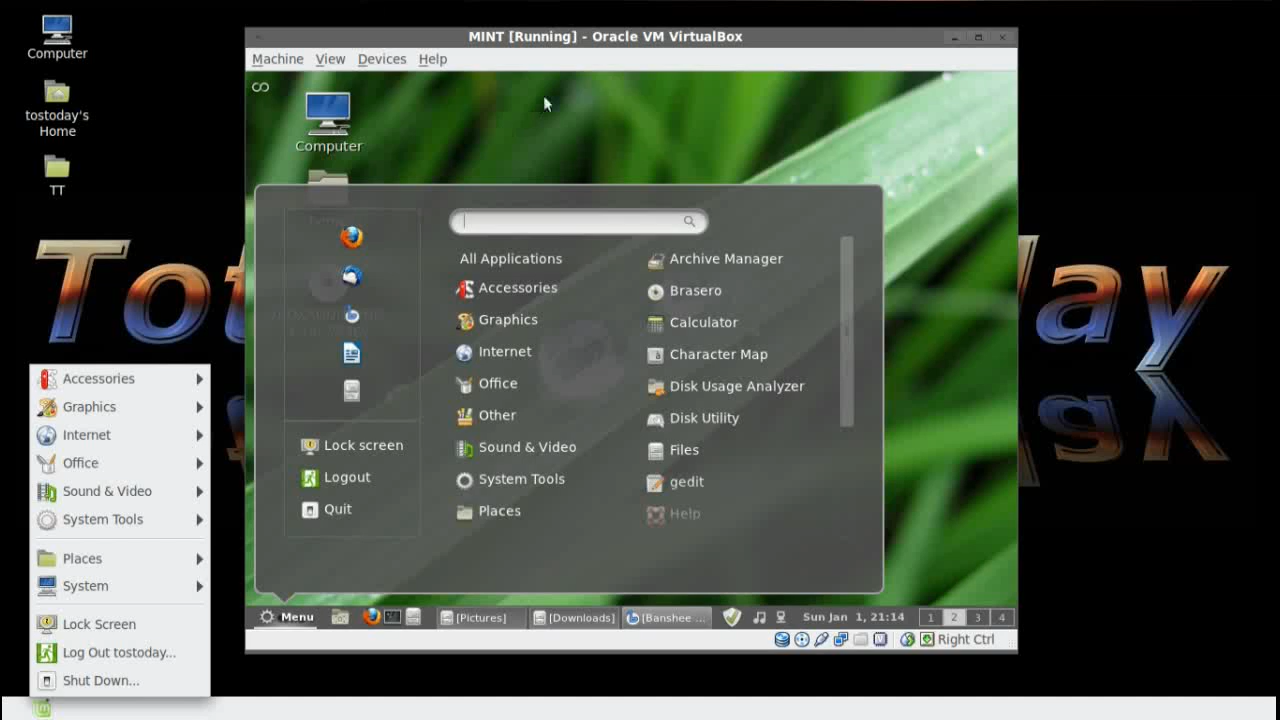 Computer
tostoday's
Home
TT
Tot
day
MINT [Running] - Oracle VM VirtualBox
Machine View Devices Help
Computer
All Applications
Accessories
Graphics
Internet
Office
Other
Sound & Video
System Tools
Places
Archive Manager
Brasero
Calculator
Character Map
Disk Usage Analyzer
Disk Utility
Files
gedit
Help
Lock screen
Logout
Quit
Menu [Pictures] [Downloads] [Banshee ... Sun Jan 1, 21:14 1 2 3 4
Right Ctrl
Accessories
Graphics
Internet
Office
Sound & Video
System Tools
Places
System
Lock Screen
Log Out tostoday...
Shut Down...